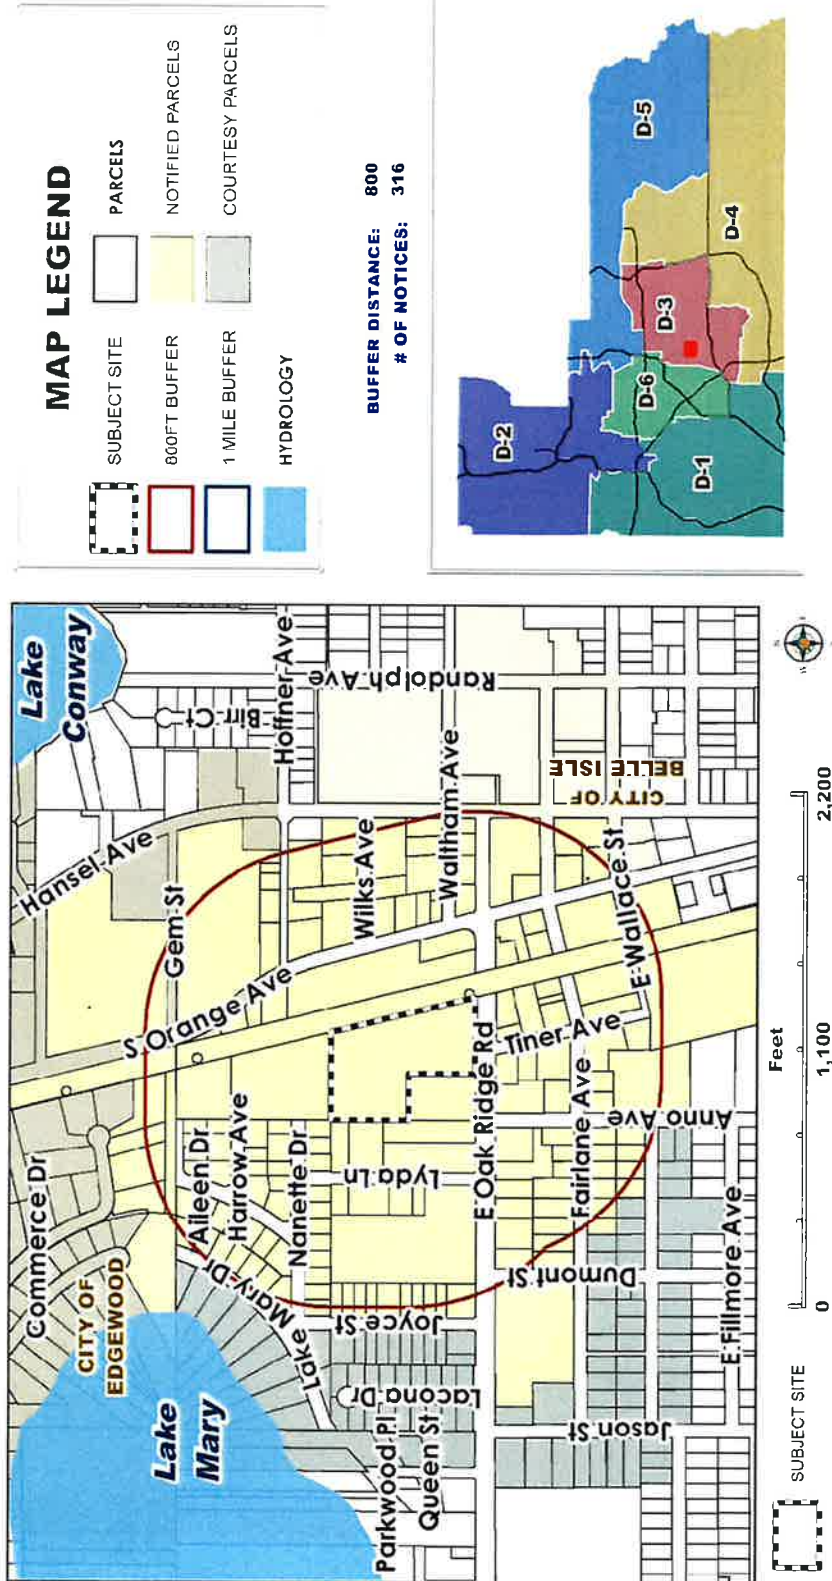 MAP LEGEND
SUBJECT SITE
800FT BUFFER
1 MILE BUFFER
HYDROLOGY
PARCELS
NOTIFIED PARCELS
COURTESY PARCELS
BUFFER DISTANCE: 800
# OF NOTICES: 316
D-2
D-5
D-6
D-3
D-1
D-4
Lake
Conway
Hansel Ave
Birr Ct
Hoffner Ave
Randolph Ave
Gem St
Wilks Ave
Waltham Ave
CITY OF
BELLE ISLE
S Orange Ave
E Wallace St
Commerce Dr
CITY OF
EDGEWOOD
Aileen Dr
Harrow Ave
Nanette Dr
Lyda Ln
E Oak Ridge Rd
Tiner Ave
Fairlane Ave
Anno Ave
Lake Mary Dr
Joyce St
Dumont St
E Fillmore Ave
Lake
Mary
Lacona Dr
Parkwood Pl
Queen St
Jason St
SUBJECT SITE
Feet
0
1,100
2,200